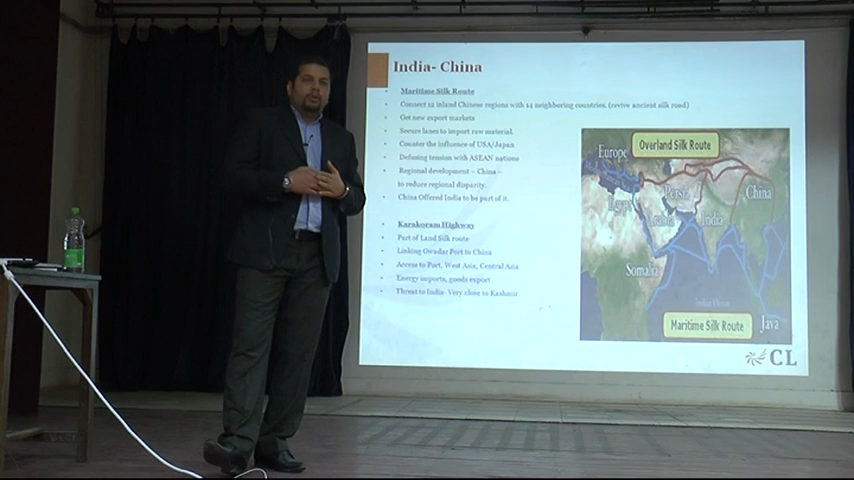 India- China
Maritime Silk Route
Connect 12 inland Chinese regions with 14 neighboring countries. (revive ancient silk road)
Get new export markets
Secure lanes to import raw material.
Counter the influence of USA/Japan
Defusing tension with ASEAN nations
Regional development – China –
to reduce regional disparity.
China Offered India to be part of it.
Karakoram Highway
Part of Land Silk route
Linking Gwadar Port to China
Access to Port, West Asia, Central Asia
Energy imports, goods export
Threat to India- Very close to Kashmir
Overland Silk Route
Europe
Persia
China
Egypt
Arabia
India
Somalia
Indian Ocean
Maritime Silk Route
Java
CL